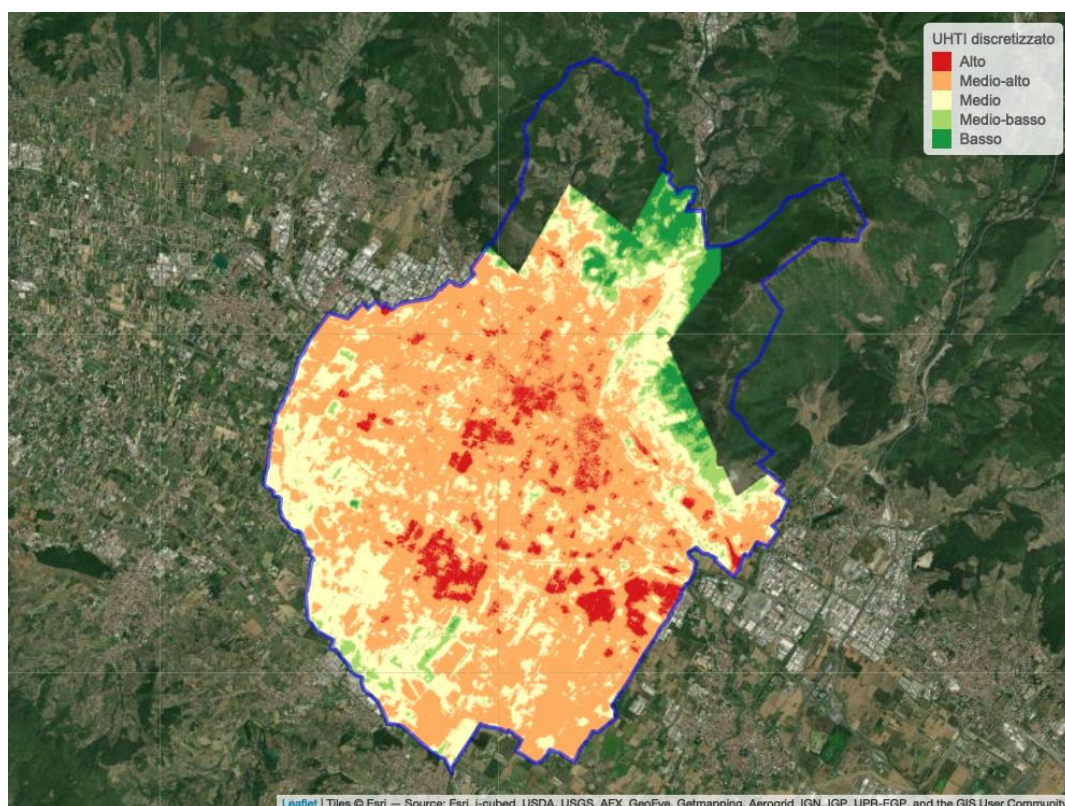 UHTI discretizzato
Alto
Medio-alto
Medio
Medio-basso
Basso
Leaflet | Tiles © Esri — Source: Esri, i-cubed, USDA, USGS, AEX, GeoEye, Getmapping, Aerogrid, IGN, IGP, UPR-EGP, and the GIS User Community